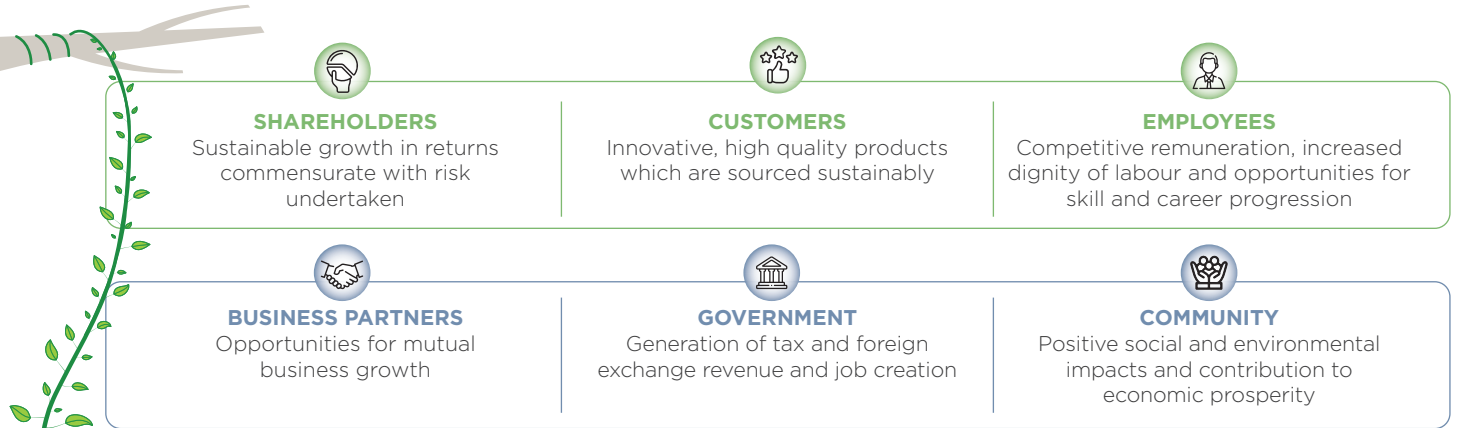 SHAREHOLDERS
Sustainable growth in returns
commensurate with risk
undertaken
CUSTOMERS
Innovative, high quality products
which are sourced sustainably
EMPLOYEES
Competitive remuneration, increased
dignity of labour and opportunities for
skill and career progression
BUSINESS PARTNERS
Opportunities for mutual
business growth
GOVERNMENT
Generation of tax and foreign
exchange revenue and job creation
COMMUNITY
Positive social and environmental
impacts and contribution to
economic prosperity